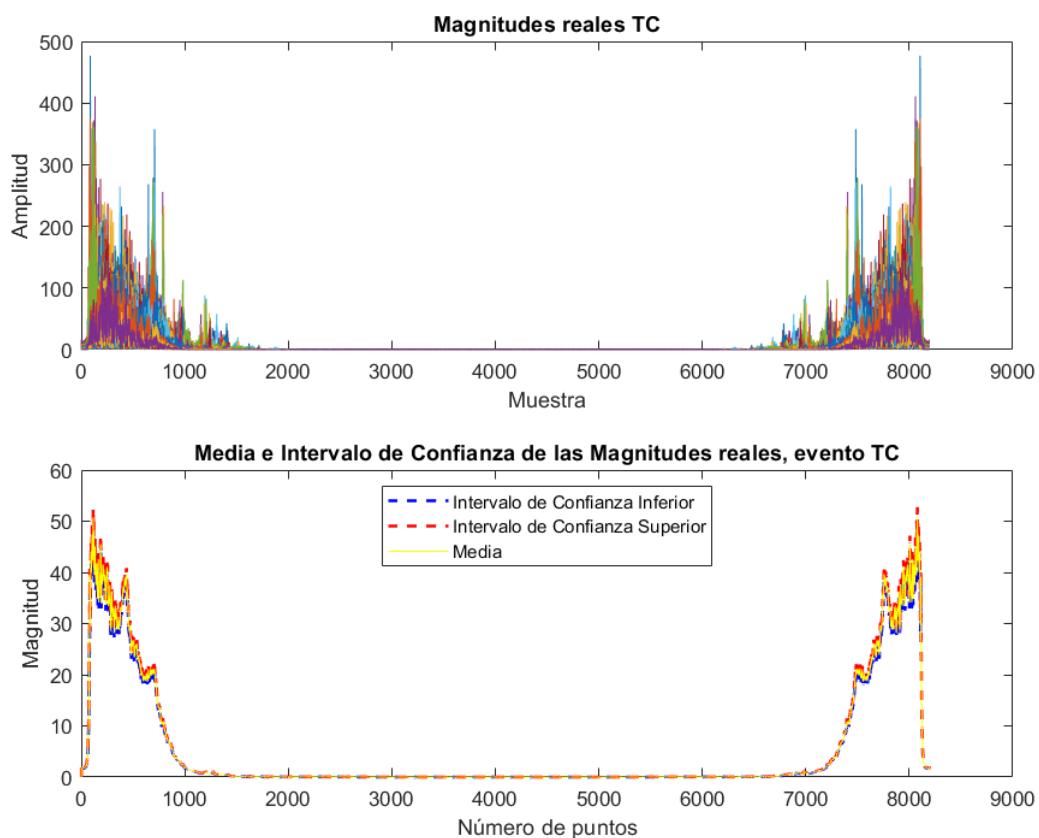 Magnitudes reales TC
500
400
300
200
100
0
Amplitud
0 1000 2000 3000 4000 5000 6000 7000 8000 9000
Muestra
Media e Intervalo de Confianza de las Magnitudes reales, evento TC
60
50
40
30
20
10
0
Magnitud
Intervalo de Confianza Inferior
Intervalo de Confianza Superior
Media
0 1000 2000 3000 4000 5000 6000 7000 8000 9000
Número de puntos